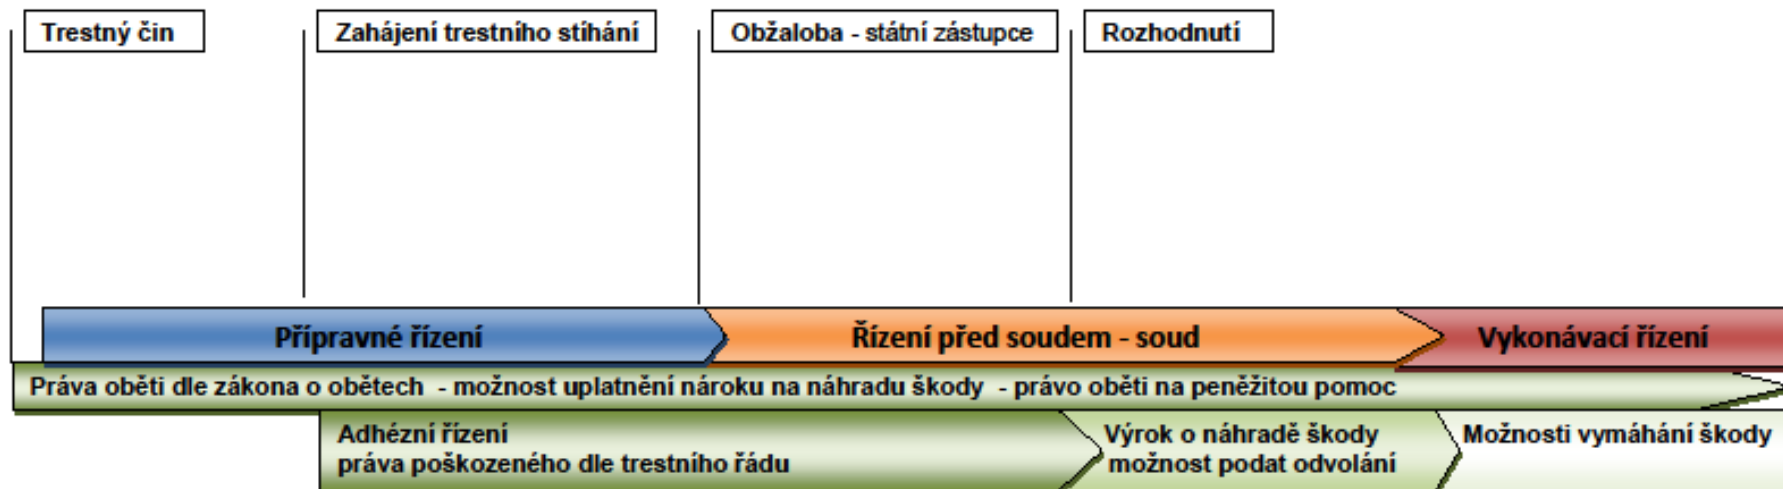 Trestný čin
Zahájení trestního stíhání
Obžaloba - státní zástupce
Rozhodnutí
Přípravné řízení
Řízení před soudem - soud
Vykonávací řízení
Práva oběti dle zákona o obětech - možnost uplatnění nároku na náhradu škody - právo oběti na peněžitou pomoc
Adhézní řízení
práva poškozeného dle trestního řádu
Výrok o náhradě škody
možnost podat odvolání
Možnosti vymáhání škody